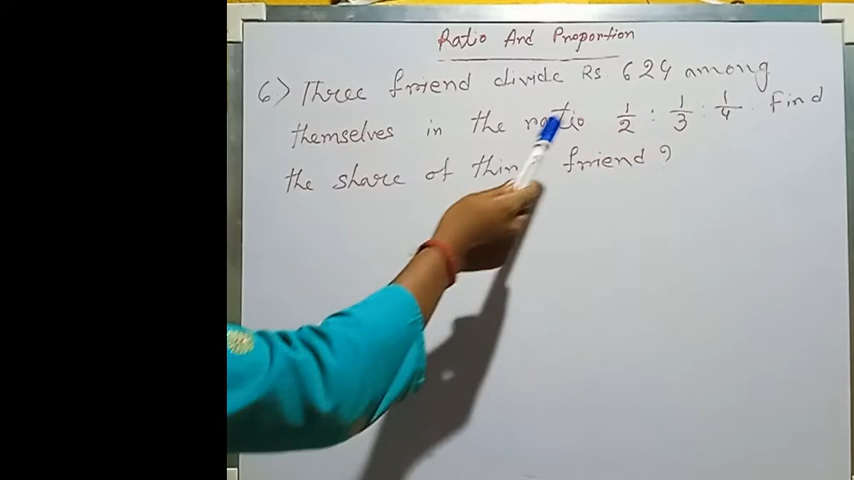 Ratio And Proportion
6> Three friend divide Rs 624 among
themselves in the ratio 1/2 : 1/3 : 1/4 . Find
the share of friend ?